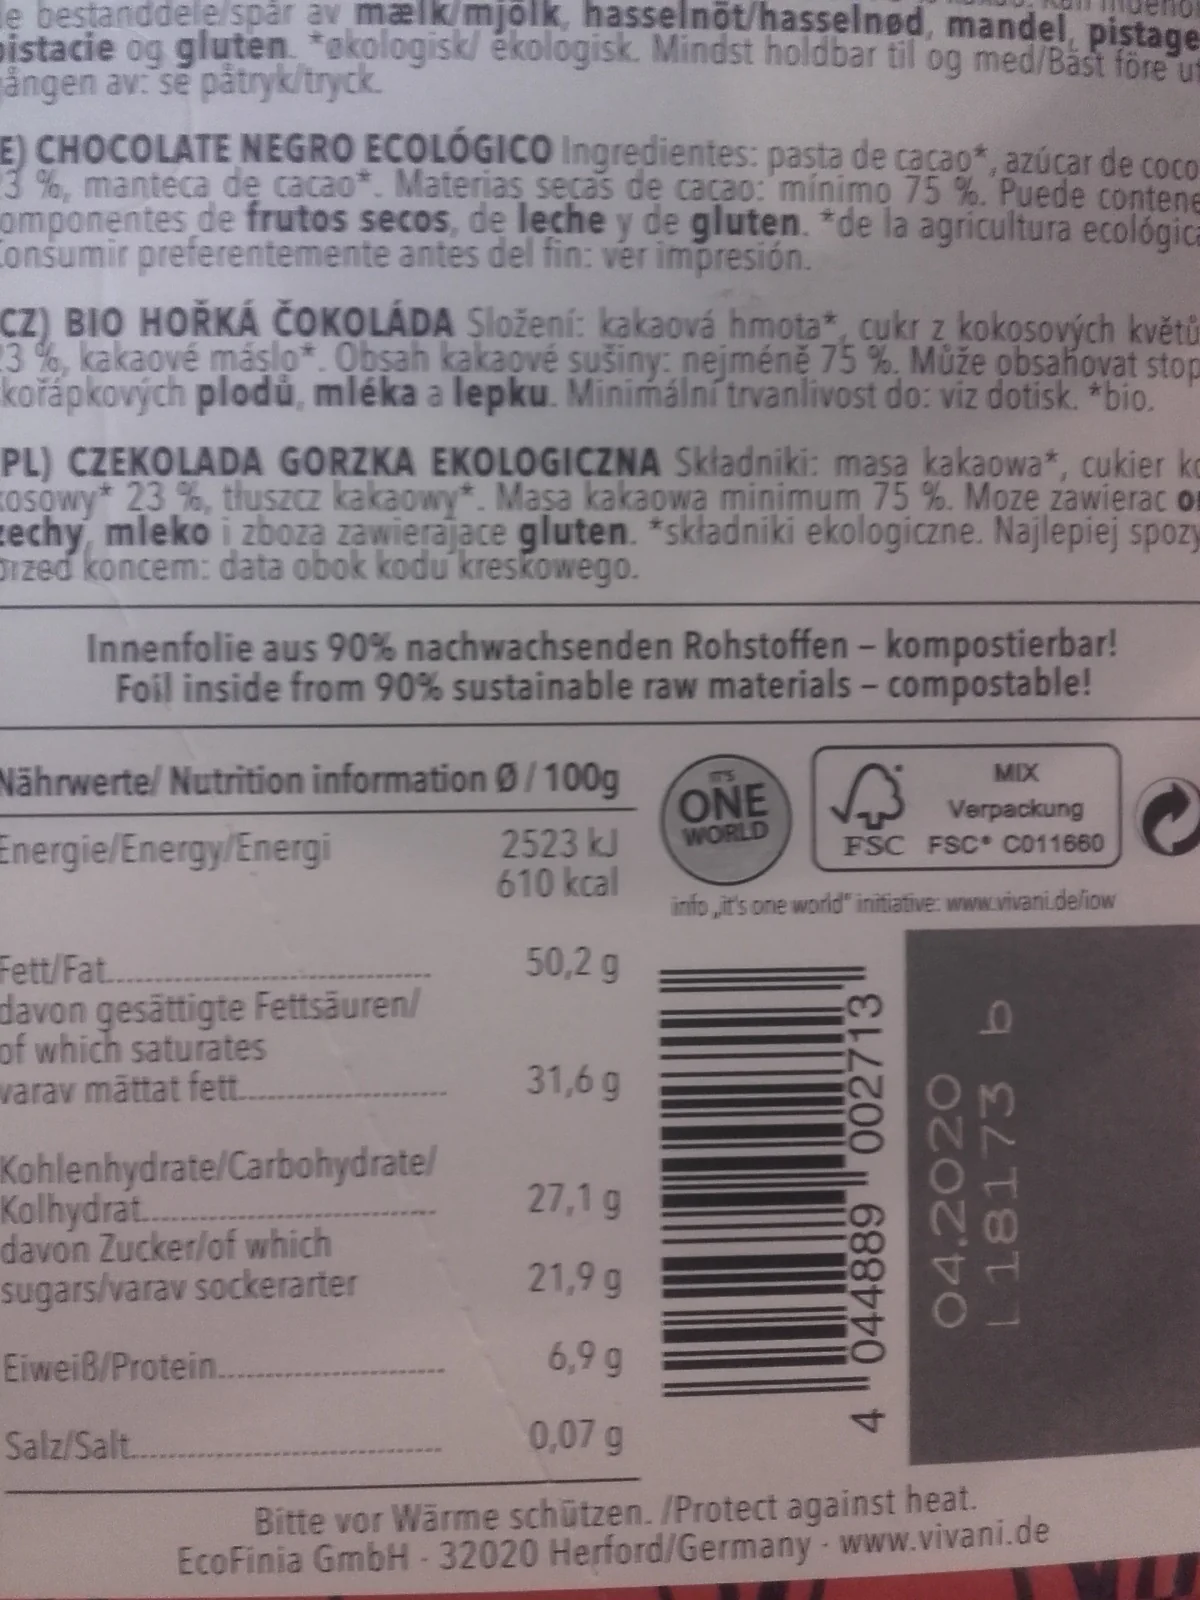 bestanddele/spår av mælk/mjölk, hasselnöt/hasselnød, mandel, pistage
pistacie og gluten. *økologisk/ ekologisk. Mindst holdbar til og med/Bäst före ut
ången av: se påtryk/tryck.
E) CHOCOLATE NEGRO ECOLÓGICO Ingredientes: pasta de cacao*, azúcar de coco
3 %, manteca de cacao*. Materias secas de cacao: mínimo 75 %. Puede contene
omponentes de frutos secos, de leche y de gluten. *de la agricultura ecológica
Consumir preferentemente antes del fin: ver impresión.
CZ) BIO HOŘKÁ ČOKOLÁDA Složení: kakaová hmota*, cukr z kokosových květů
23 %, kakaové máslo*. Obsah kakaové sušiny: nejméně 75 %. Může obsahovat stop
kořápkových plodů, mléka a lepku. Minimální trvanlivost do: viz dotisk. *bio.
PL) CZEKOLADA GORZKA EKOLOGICZNA Składniki: masa kakaowa*, cukier ko
kosowy* 23 %, tłuszcz kakaowy*. Masa kakaowa minimum 75 %. Moze zawierac o
zechy, mleko i zboza zawierajace gluten. *składniki ekologiczne. Najlepiej spozy
przed koncem: data obok kodu kreskowego.
Innenfolie aus 90% nachwachsenden Rohstoffen – kompostierbar!
Foil inside from 90% sustainable raw materials – compostable!
Nährwerte/ Nutrition information Ø / 100g
Energie/Energy/Energi 2523 kJ
610 kcal
Fett/Fat 50,2 g
davon gesättigte Fettsäuren/
of which saturates
varav mättat fett 31,6 g
Kohlenhydrate/Carbohydrate/
Kolhydrat 27,1 g
davon Zucker/of which
sugars/varav sockerarter 21,9 g
Eiweiß/Protein 6,9 g
Salz/Salt 0,07 g
IT'S
ONE
WORLD
MIX
Verpackung
FSC FSC® C011660
info „it's one world" initiative: www.vivani.de/iow
4 044889 002713
04.2020
L 18173 b
Bitte vor Wärme schützen. /Protect against heat.
EcoFinia GmbH - 32020 Herford/Germany - www.vivani.de